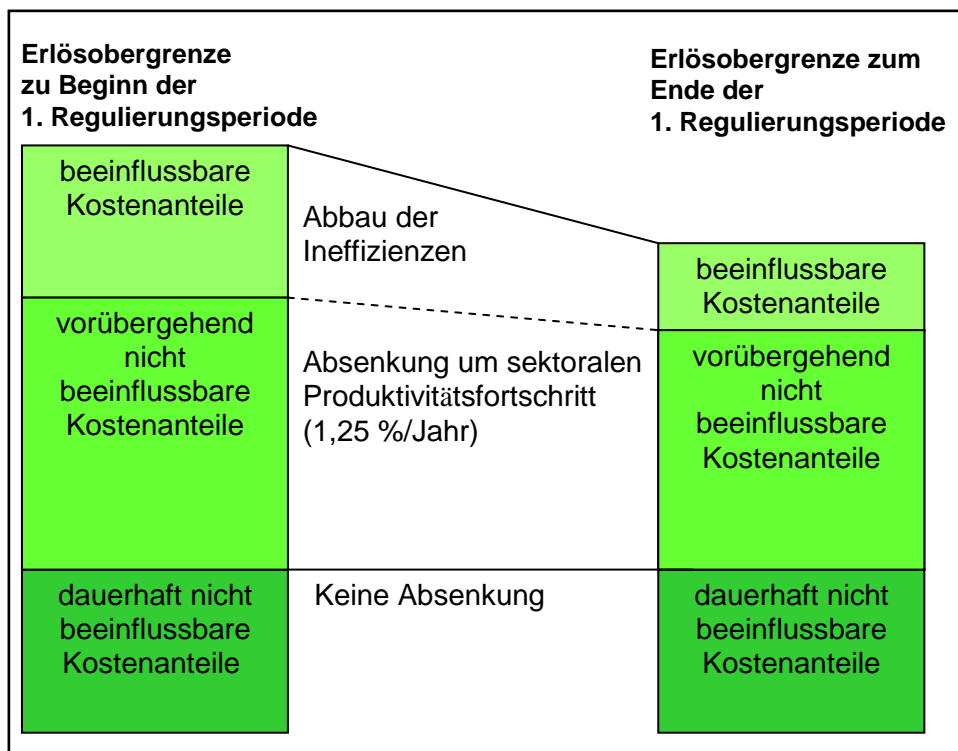 Erlösobergrenze
zu Beginn der
1. Regulierungsperiode
Erlösobergrenze zum
Ende der
1. Regulierungsperiode
beeinflussbare
Kostenanteile
Abbau der
Ineffizienzen
beeinflussbare
Kostenanteile
vorübergehend
nicht
beeinflussbare
Kostenanteile
Absenkung um sektoralen
Produktivitätsfortschritt
(1,25 %/Jahr)
vorübergehend
nicht
beeinflussbare
Kostenanteile
dauerhaft nicht
beeinflussbare
Kostenanteile
Keine Absenkung
dauerhaft nicht
beeinflussbare
Kostenanteile